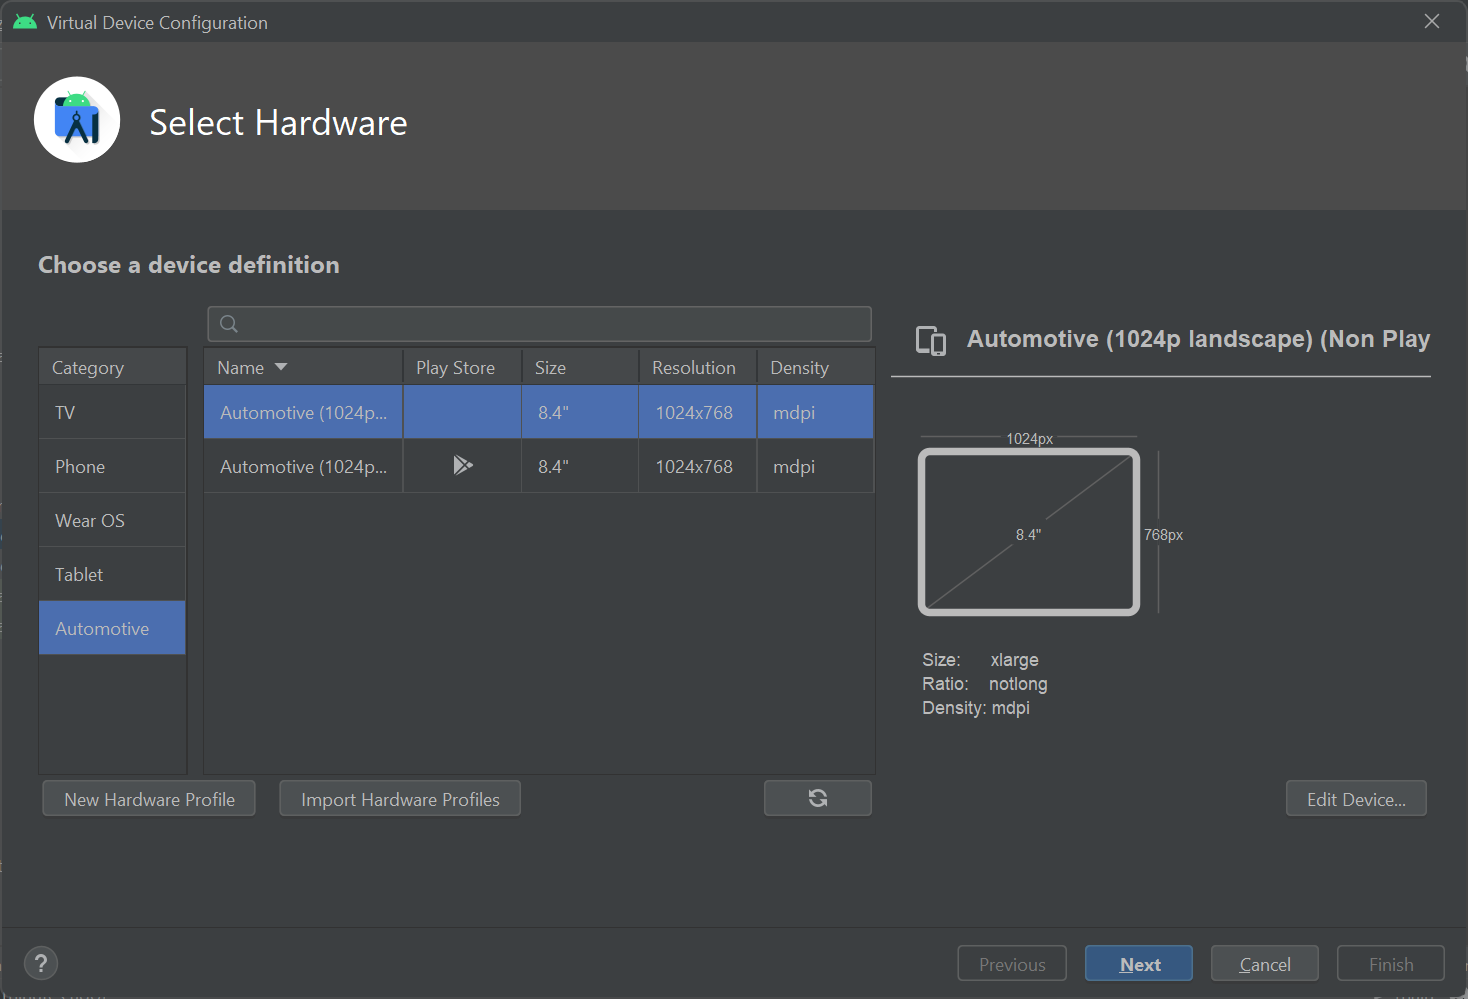 Virtual Device Configuration
Select Hardware
Choose a device definition
Category
TV
Phone
Wear OS
Tablet
Automotive
Name Play Store Size Resolution Density
Automotive (1024p... 8.4" 1024x768 mdpi
Automotive (1024p... 8.4" 1024x768 mdpi
Automotive (1024p landscape) (Non Play
1024px
8.4"
768px
Size: xlarge
Ratio: notlong
Density: mdpi
New Hardware Profile
Import Hardware Profiles
Edit Device...
?
Previous
Next
Cancel
Finish